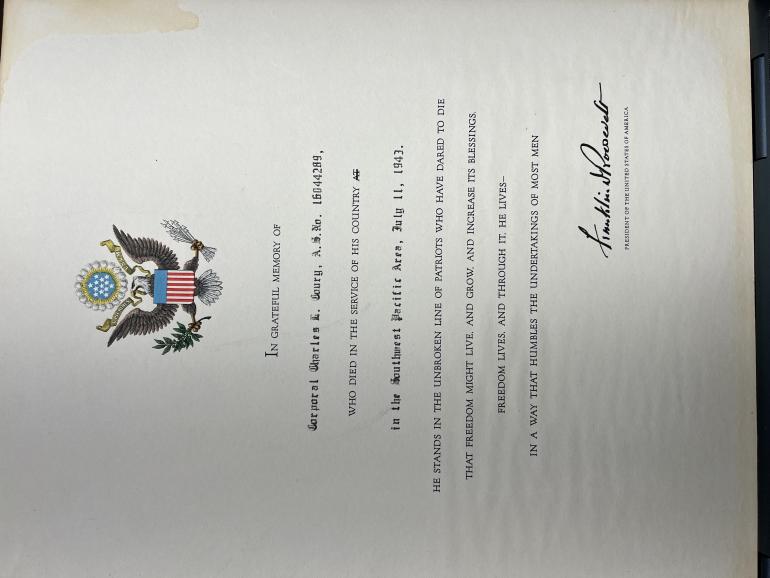 IN GRATEFUL MEMORY OF
Corporal Charles E. Coury, A.S.No. 16044289,
WHO DIED IN THE SERVICE OF HIS COUNTRY AT
in the Southwest Pacific Area, July 11, 1943.
HE STANDS IN THE UNBROKEN LINE OF PATRIOTS WHO HAVE DARED TO DIE
THAT FREEDOM MIGHT LIVE, AND GROW, AND INCREASE ITS BLESSINGS.
FREEDOM LIVES, AND THROUGH IT, HE LIVES—
IN A WAY THAT HUMBLES THE UNDERTAKINGS OF MOST MEN
Franklin D Roosevelt
PRESIDENT OF THE UNITED STATES OF AMERICA